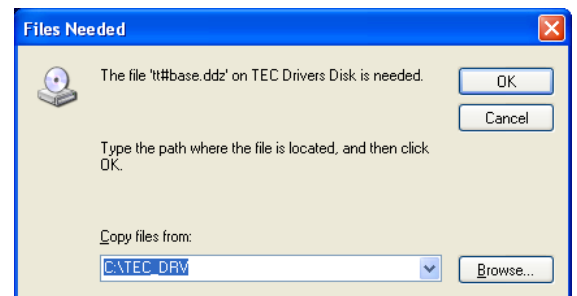 Files Needed
The file 'tt#base.ddz' on TEC Drivers Disk is needed.
OK
Cancel
Type the path where the file is located, and then click
OK.
Copy files from:
C:\TEC_DRV
Browse...